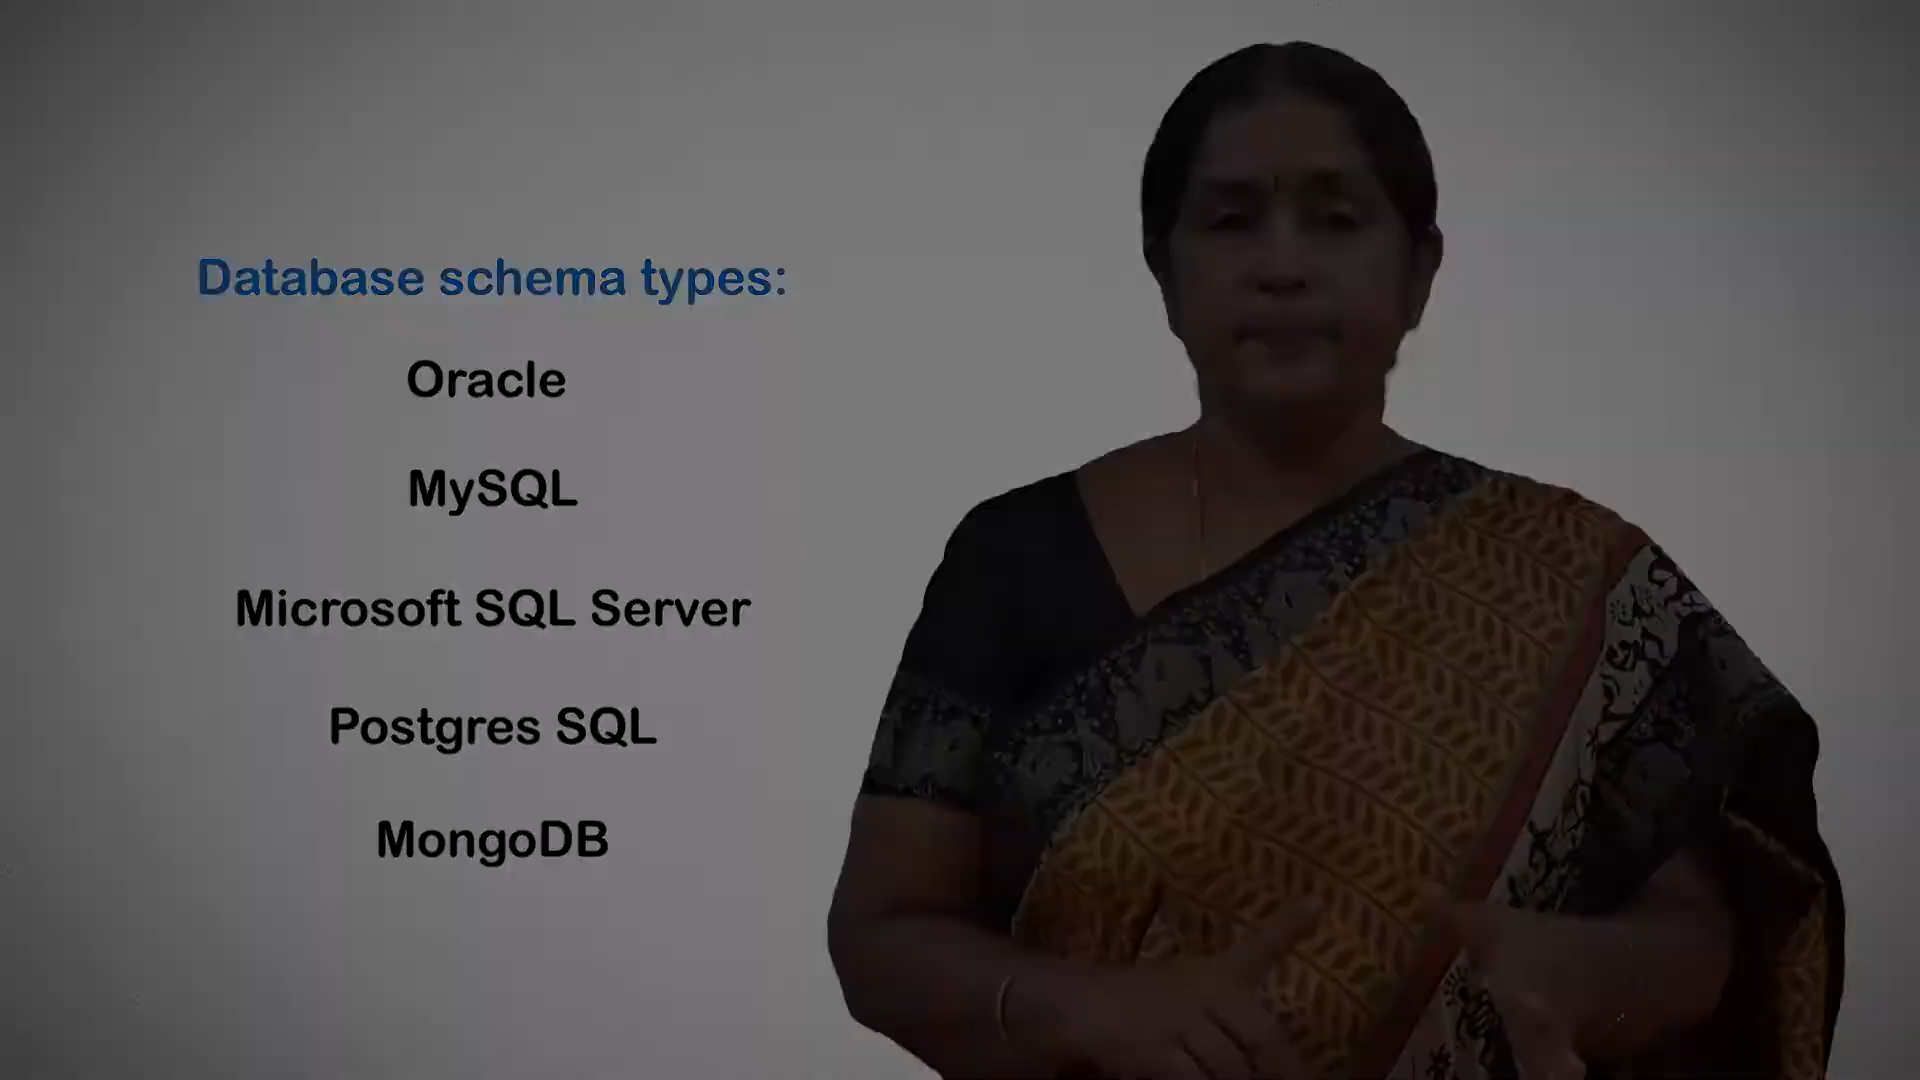 Database schema types:
Oracle
MySQL
Microsoft SQL Server
Postgres SQL
MongoDB